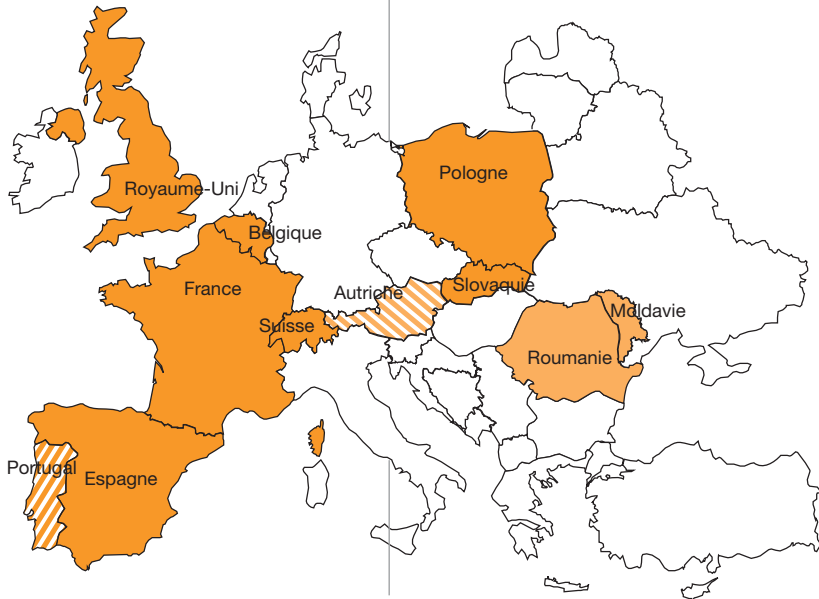 Pologne
Royaume-Uni
Belgique
France
Autriche
Slovaquie
Moldavie
Suisse
Roumanie
Portugal
Espagne